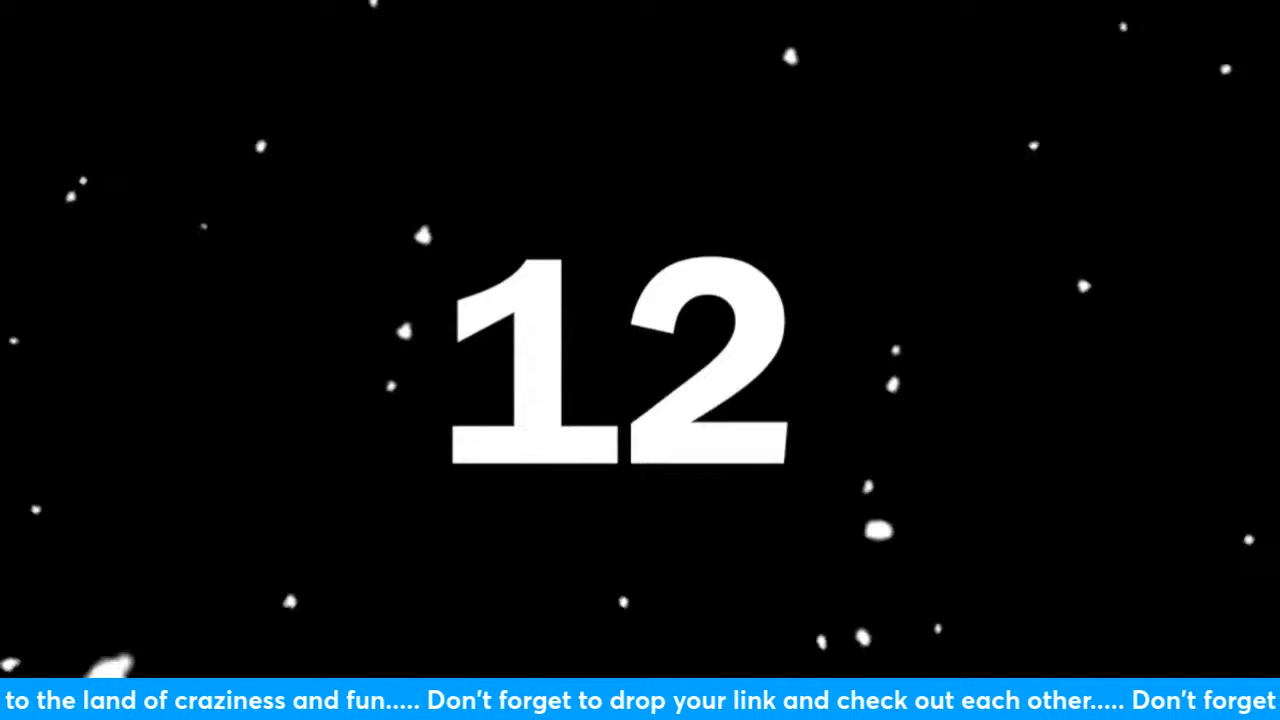 12
to the land of craziness and fun..... Don't forget to drop your link and check out each other..... Don't forget